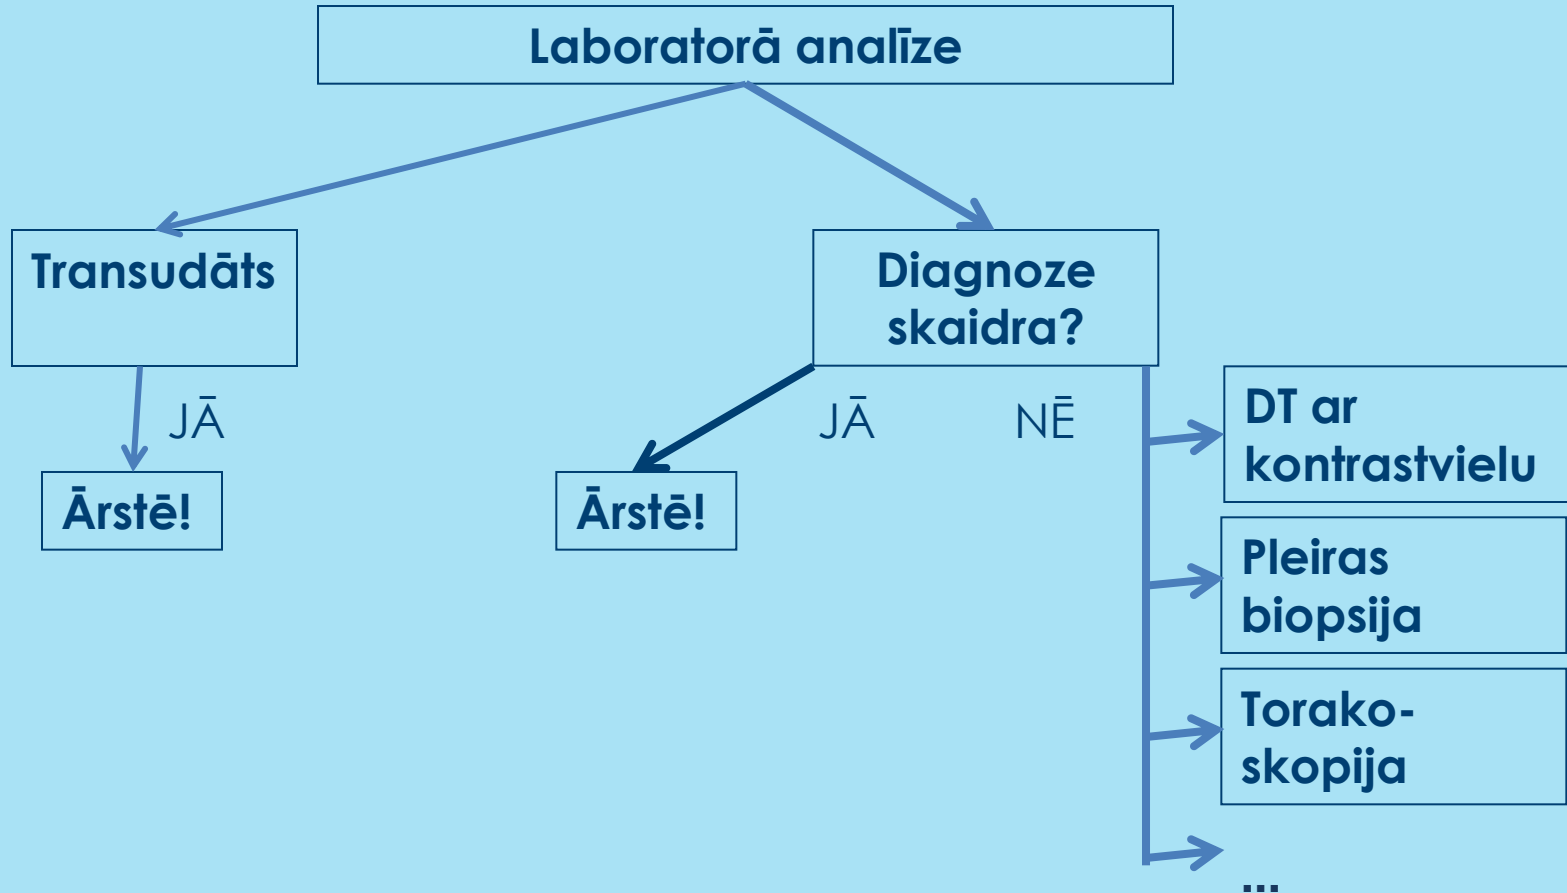 Laboratorā analīze
Transudāts
Diagnoze
skaidra?
JĀ
JĀ
NĒ
Ārstē!
Ārstē!
DT ar
kontrastvielu
Pleiras
biopsija
Torako-
skopija
...